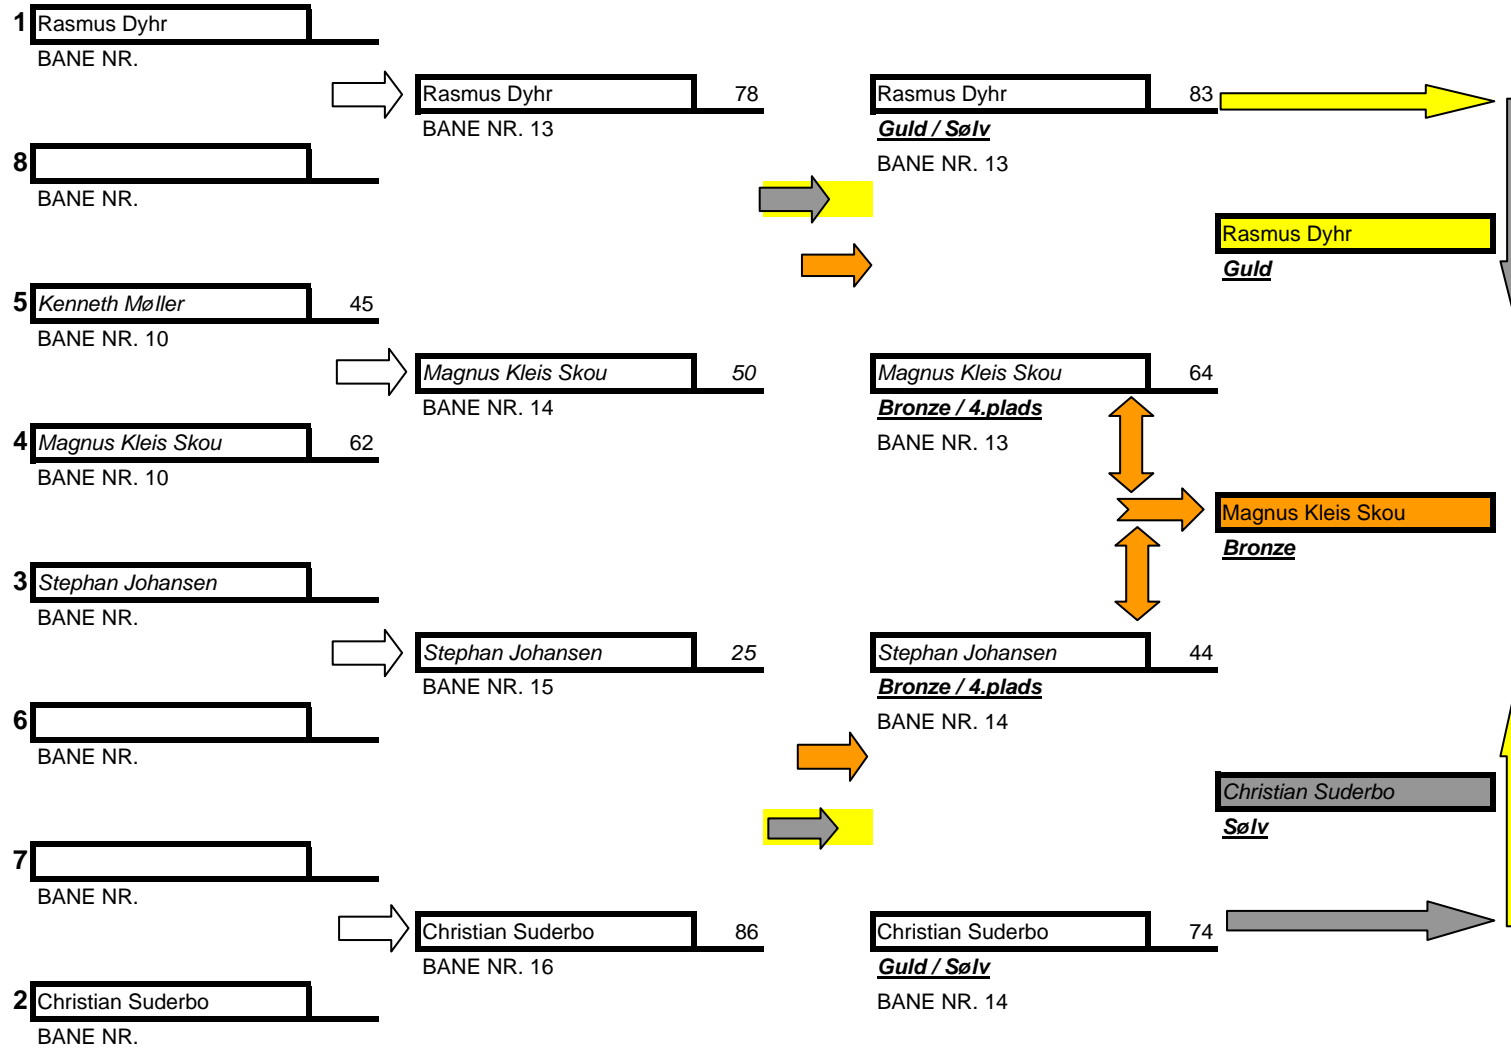 1 Rasmus Dyhr
BANE NR.
Rasmus Dyhr 78
BANE NR. 13
Rasmus Dyhr 83
Guld / Sølv
BANE NR. 13
8
BANE NR.
Rasmus Dyhr
Guld
5 Kenneth Møller 45
BANE NR. 10
Magnus Kleis Skou 50
BANE NR. 14
Magnus Kleis Skou 64
Bronze / 4.plads
BANE NR. 13
4 Magnus Kleis Skou 62
BANE NR. 10
Magnus Kleis Skou
Bronze
3 Stephan Johansen
BANE NR.
Stephan Johansen 25
BANE NR. 15
Stephan Johansen 44
Bronze / 4.plads
BANE NR. 14
6
BANE NR.
Christian Suderbo
Sølv
7
BANE NR.
Christian Suderbo 86
BANE NR. 16
Christian Suderbo 74
Guld / Sølv
BANE NR. 14
2 Christian Suderbo
BANE NR.